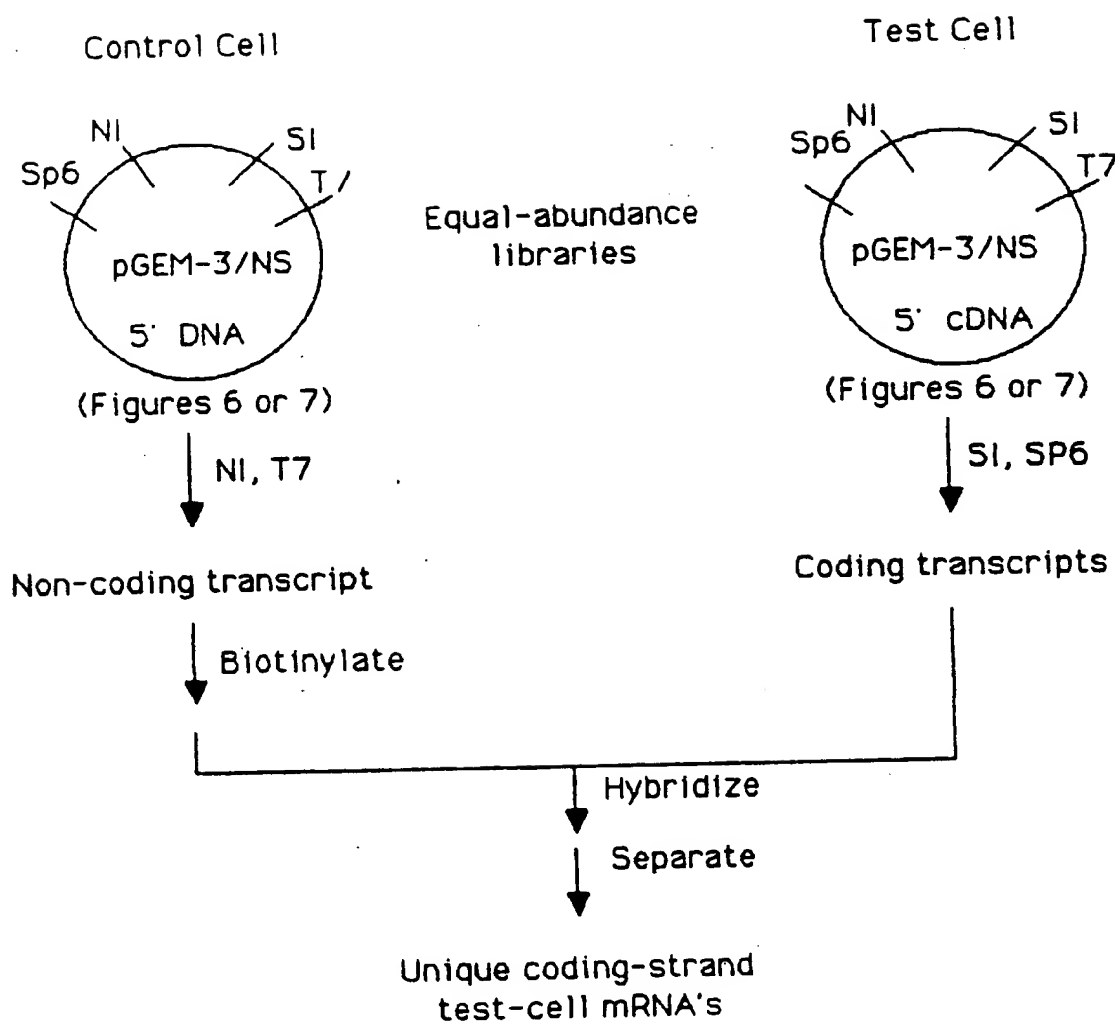 Control Cell
Test Cell
NI
SI
Sp6
T7
pGEM-3/NS
5' DNA
(Figures 6 or 7)
Equal-abundance
libraries
NI
SI
Sp6
T7
pGEM-3/NS
5' cDNA
(Figures 6 or 7)
NI, T7
SI, SP6
Non-coding transcript
Coding transcripts
Biotinylate
Hybridize
Separate
Unique coding-strand
test-cell mRNA's